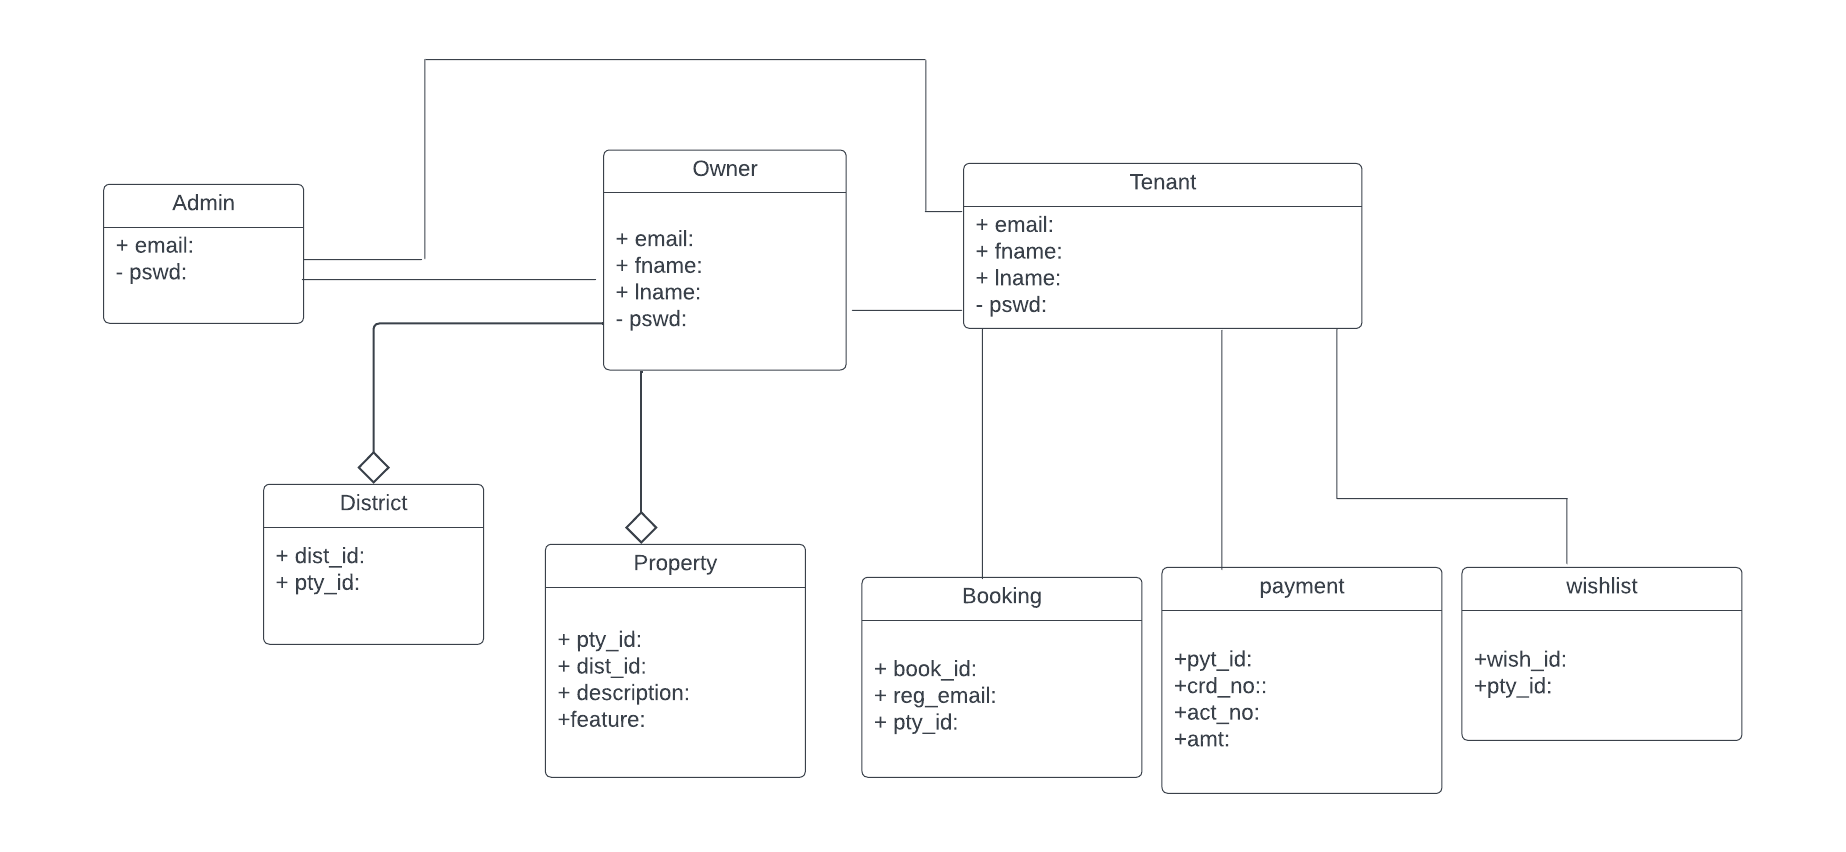 Admin
+ email:
- pswd:
Owner
+ email:
+ fname:
+ lname:
- pswd:
Tenant
+ email:
+ fname:
+ lname:
- pswd:
District
+ dist_id:
+ pty_id:
Property
+ pty_id:
+ dist_id:
+ description:
+feature:
Booking
+ book_id:
+ reg_email:
+ pty_id:
payment
+pyt_id:
+crd_no::
+act_no:
+amt:
wishlist
+wish_id:
+pty_id: